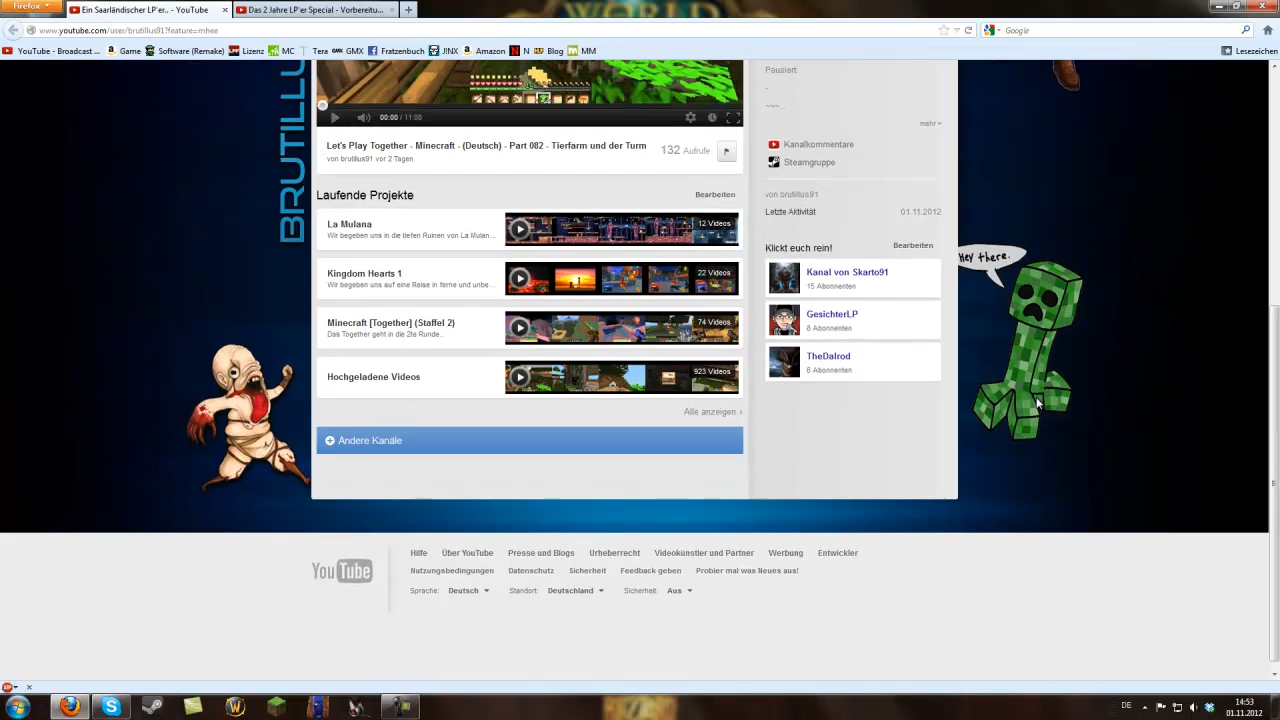 Firefox
Ein Saarländischer LP'er.. - YouTube
Das 2 Jahre LP'er Special - Vorbereitu...
www.youtube.com/user/brutillus91?feature=mhee
Google
YouTube - Broadcast ... Game Software (Remake) Lizenz MC Tera GMX Fratzenbuch J!NX Amazon N Blog MM
Lesezeichen
BRUTILLU
00:00 / 11:08
Let's Play Together - Minecraft - (Deutsch) - Part 082 - Tierfarm und der Turm
von brutillus91 vor 2 Tagen
132 Aufrufe
Laufende Projekte
Bearbeiten
La Mulana
Wir begeben uns in die tiefen Ruinen von La Mulan...
12 Videos
Kingdom Hearts 1
Wir begeben uns auf eine Reise in ferne und unbe...
22 Videos
Minecraft [Together] (Staffel 2)
Das Together geht in die 2te Runde..
74 Videos
Hochgeladene Videos
923 Videos
Alle anzeigen ›
Andere Kanäle
Pausiert:
-
~~~...
mehr
Kanalkommentare
Steamgruppe
von brutillus91
Letzte Aktivität 01.11.2012
Klickt euch rein!
Bearbeiten
Kanal von Skarto91
15 Abonnenten
GesichterLP
8 Abonnenten
TheDalrod
6 Abonnenten
Hey there.
YouTube
Hilfe Über YouTube Presse und Blogs Urheberrecht Videokünstler und Partner Werbung Entwickler
Nutzungsbedingungen Datenschutz Sicherheit Feedback geben Probier mal was Neues aus!
Sprache: Deutsch Standort: Deutschland Sicherheit: Aus
DE
14:53
01.11.2012